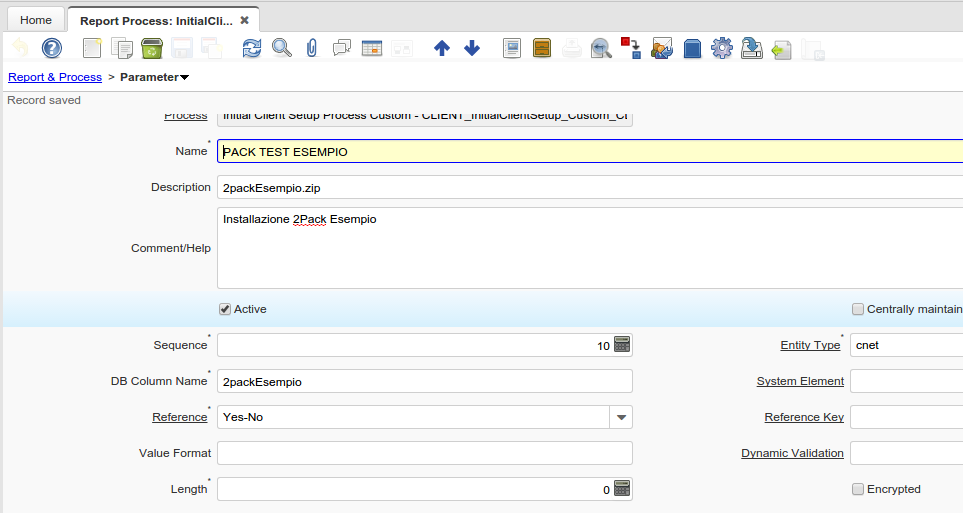 Home
Report Process: InitialCli... ✖
Report & Process > Parameter
Record saved
Process Initial Client Setup Process Custom - CLIENT_InitialClientSetup_Custom_Cl
Name* PACK TEST ESEMPIO
Description 2packEsempio.zip
Comment/Help Installazione 2Pack Esempio
Active Centrally maintain
Sequence* 10 Entity Type* cnet
DB Column Name* 2packEsempio System Element
Reference* Yes-No Reference Key
Value Format Dynamic Validation
Length* 0 Encrypted